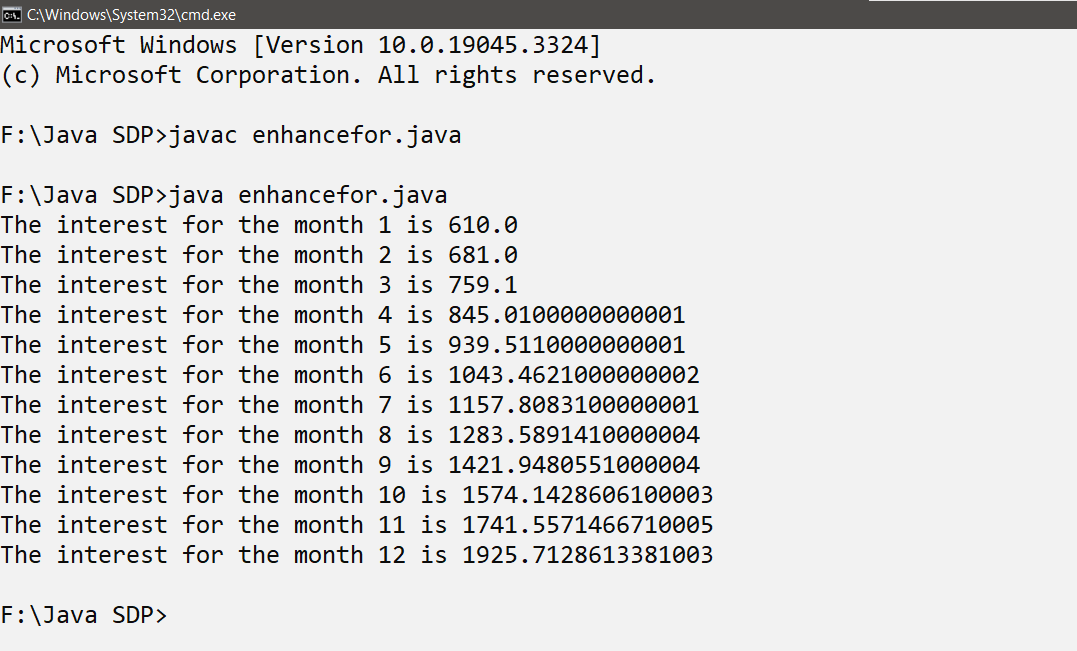 C:\Windows\System32\cmd.exe
Microsoft Windows [Version 10.0.19045.3324]
(c) Microsoft Corporation. All rights reserved.
F:\Java SDP>javac enhancefor.java
F:\Java SDP>java enhancefor.java
The interest for the month 1 is 610.0
The interest for the month 2 is 681.0
The interest for the month 3 is 759.1
The interest for the month 4 is 845.0100000000001
The interest for the month 5 is 939.5110000000001
The interest for the month 6 is 1043.4621000000002
The interest for the month 7 is 1157.8083100000001
The interest for the month 8 is 1283.5891410000004
The interest for the month 9 is 1421.9480551000004
The interest for the month 10 is 1574.1428606100003
The interest for the month 11 is 1741.5571466710005
The interest for the month 12 is 1925.7128613381003
F:\Java SDP>